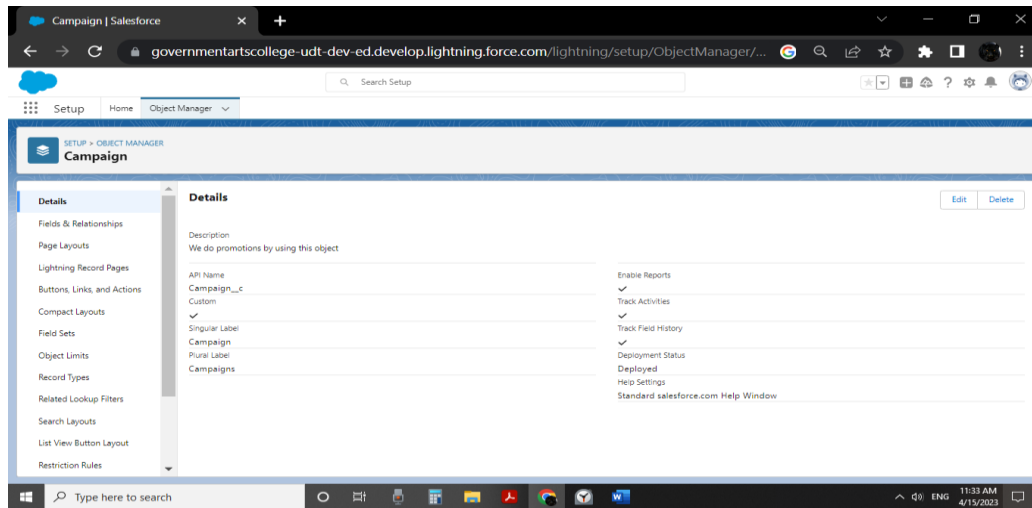 Campaign | Salesforce
governmentartscollege-udt-dev-ed.develop.lightning.force.com/lightning/setup/ObjectManager/...
Search Setup
Setup Home Object Manager
SETUP > OBJECT MANAGER
Campaign
Details
Fields & Relationships
Page Layouts
Lightning Record Pages
Buttons, Links, and Actions
Compact Layouts
Field Sets
Object Limits
Record Types
Related Lookup Filters
Search Layouts
List View Button Layout
Restriction Rules
Details
Edit Delete
Description
We do promotions by using this object
API Name
Campaign__c
Custom
Singular Label
Campaign
Plural Label
Campaigns
Enable Reports
Track Activities
Track Field History
Deployment Status
Deployed
Help Settings
Standard salesforce.com Help Window
Type here to search
ENG
11:33 AM
4/15/2023